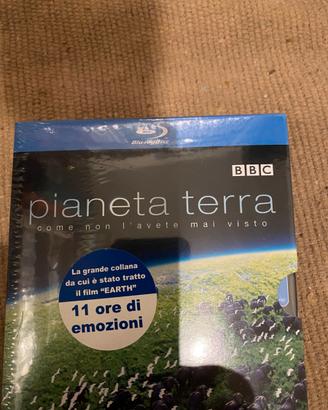 Blu-ray Disc
BBC
pianeta terra
come non l'avete mai visto
La grande collana
da cui è stato tratto
il film "EARTH"
11 ore di
emozioni